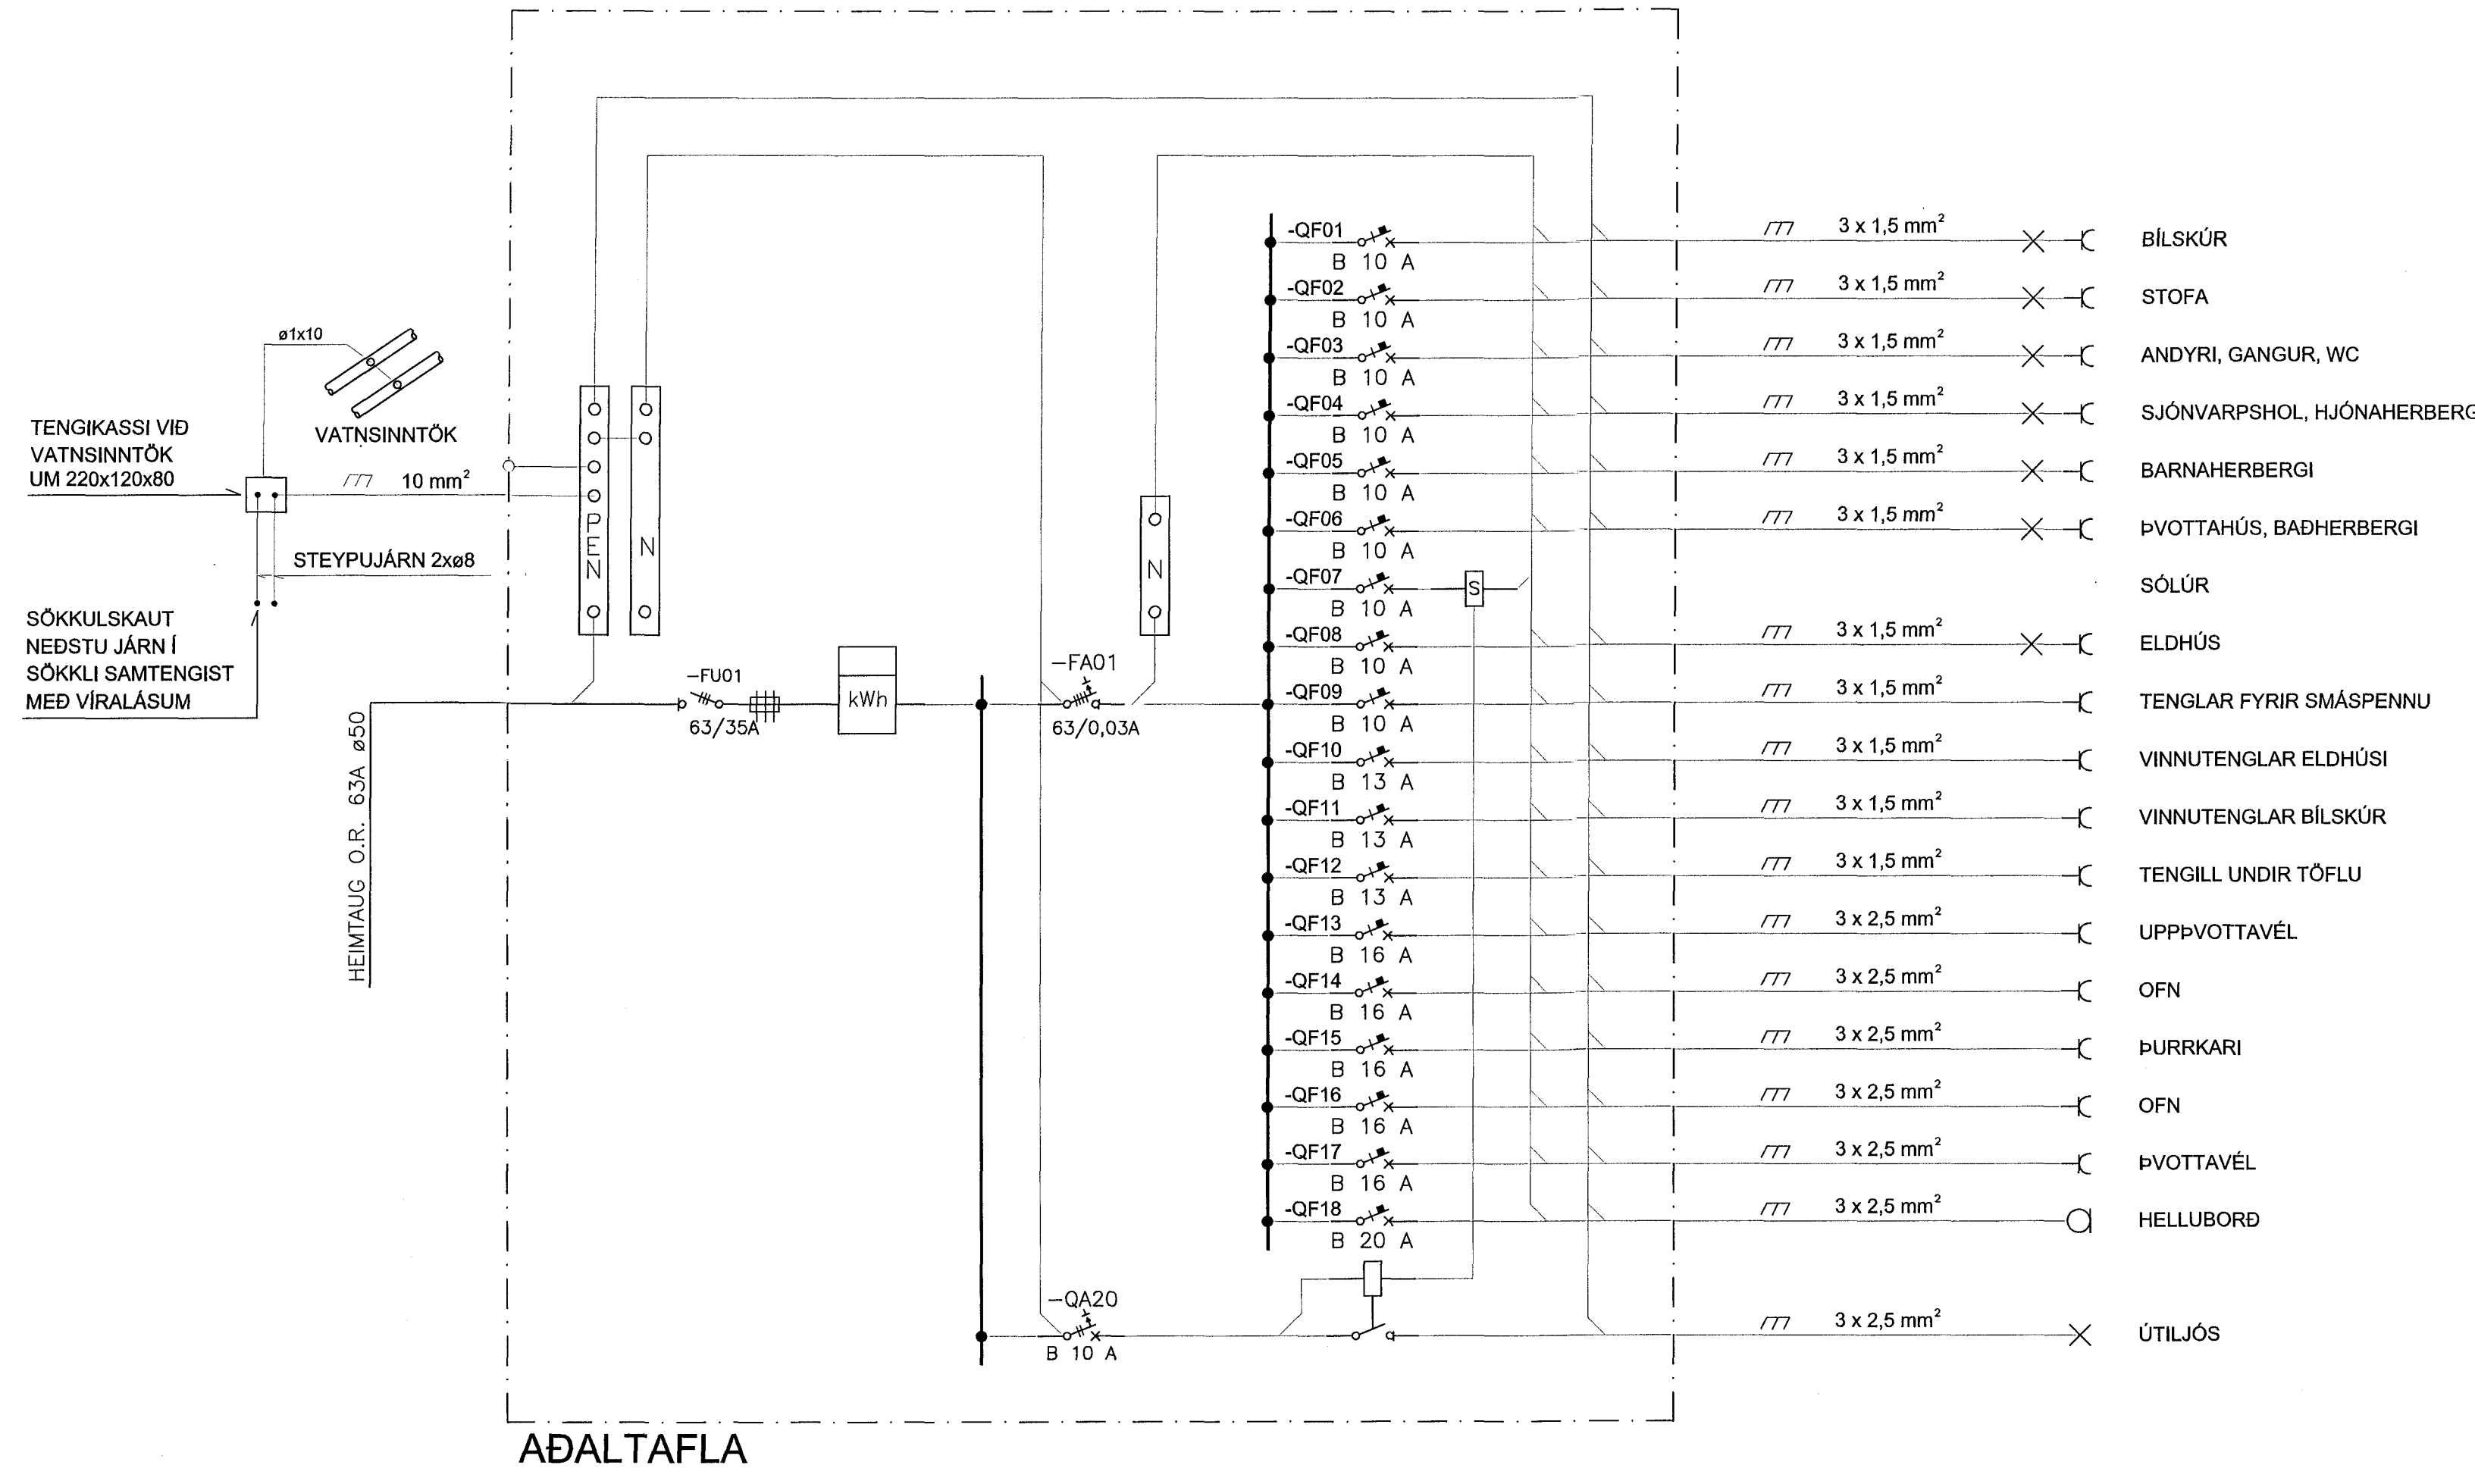 -QF01
B 10 A
3 x 1,5 mm²
BÍLSKÚR
-QF02
B 10 A
3 x 1,5 mm²
STOFA
-QF03
B 10 A
3 x 1,5 mm²
ANDYRI, GANGUR, WC
-QF04
B 10 A
3 x 1,5 mm²
SJÓNVARPSHOL, HJÓNAHERBERG
-QF05
B 10 A
3 x 1,5 mm²
BARNAHERBERGI
-QF06
B 10 A
3 x 1,5 mm²
ÞVOTTAHÚS, BAÐHERBERGI
-QF07
B 10 A
S
SÓLÚR
-QF08
B 10 A
3 x 1,5 mm²
ELDHÚS
-QF09
B 10 A
3 x 1,5 mm²
TENGLAR FYRIR SMÁSPENNU
-QF10
B 13 A
3 x 1,5 mm²
VINNUTENGLAR ELDHÚSI
-QF11
B 13 A
3 x 1,5 mm²
VINNUTENGLAR BÍLSKÚR
-QF12
B 13 A
3 x 1,5 mm²
TENGILL UNDIR TÖFLU
-QF13
B 16 A
3 x 2,5 mm²
UPPÞVOTTAVÉL
-QF14
B 16 A
3 x 2,5 mm²
OFN
-QF15
B 16 A
3 x 2,5 mm²
ÞURRKARI
-QF16
B 16 A
3 x 2,5 mm²
OFN
-QF17
B 16 A
3 x 2,5 mm²
ÞVOTTAVÉL
-QF18
B 20 A
3 x 2,5 mm²
HELLUBORÐ
-QA20
B 10 A
3 x 2,5 mm²
ÚTILJÓS
ø1x10
VATNSINNTÖK
TENGIKASSI VIÐ
VATNSINNTÖK
UM 220x120x80
10 mm²
STEYPUJÁRN 2xø8
SÖKKULSKAUT
NEÐSTU JÁRN Í
SÖKKLI SAMTENGIST
MEÐ VÍRALÁSUM
HEIMTAUG O.R. 63A ø50
PEN
N
N
-FU01
63/35A
kWh
-FA01
63/0,03A
AÐALTAFLA